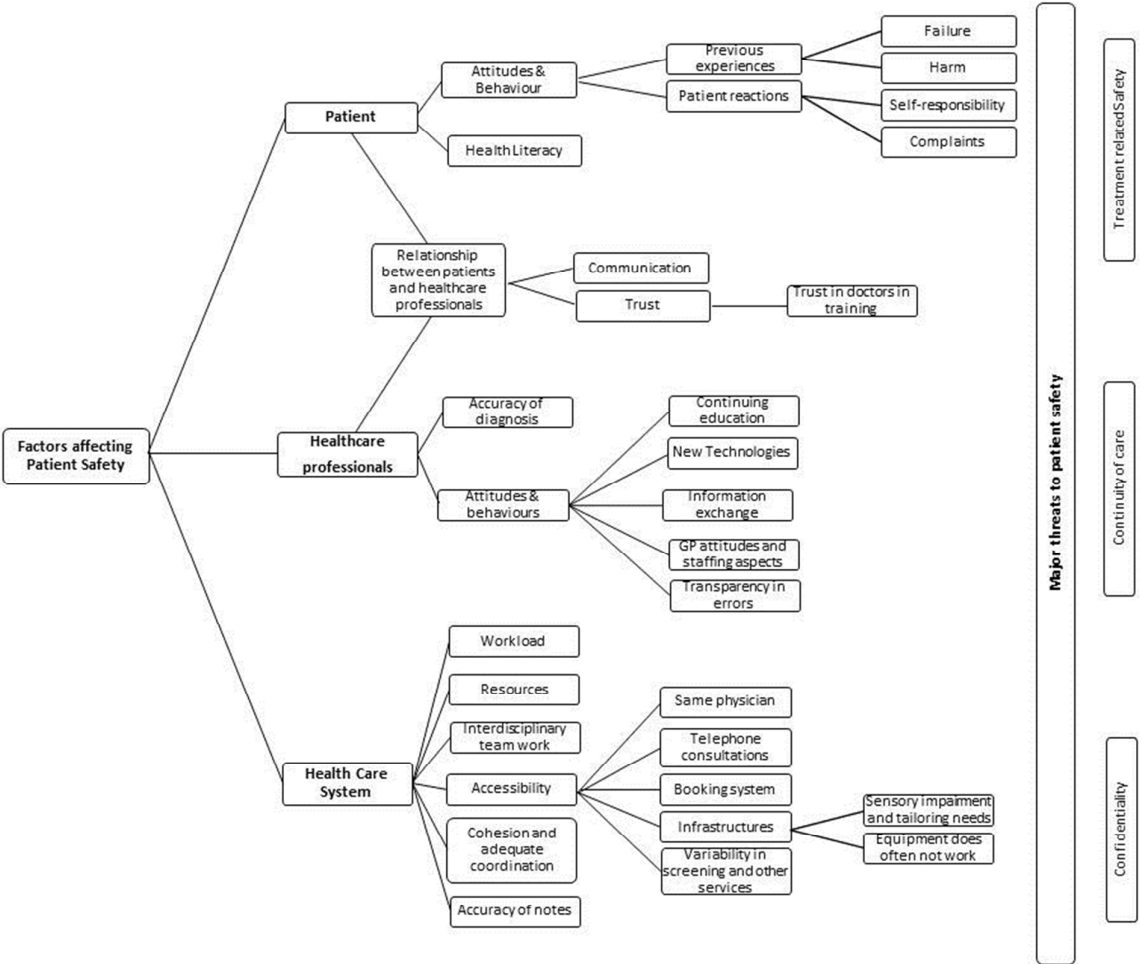 Factors affecting
Patient Safety
Patient
Attitudes &
Behaviour
Previous
experiences
Failure
Harm
Patient reactions
Self-responsibility
Complaints
Health Literacy
Relationship
between patients
and healthcare
professionals
Communication
Trust
Trust in doctors in
training
Healthcare
professionals
Accuracy of
diagnosis
Attitudes &
behaviours
Continuing
education
New Technologies
Information
exchange
GP attitudes and
staffing aspects
Transparency in
errors
Health Care
System
Workload
Resources
Interdisciplinary
team work
Accessibility
Same physician
Telephone
consultations
Booking system
Infrastructures
Sensory impairment
and tailoring needs
Equipment does
often not work
Variability in
screening and other
services
Cohesion and
adequate
coordination
Accuracy of notes
Major threats to patient safety
Treatment related Safety
Continuity of care
Confidentiality